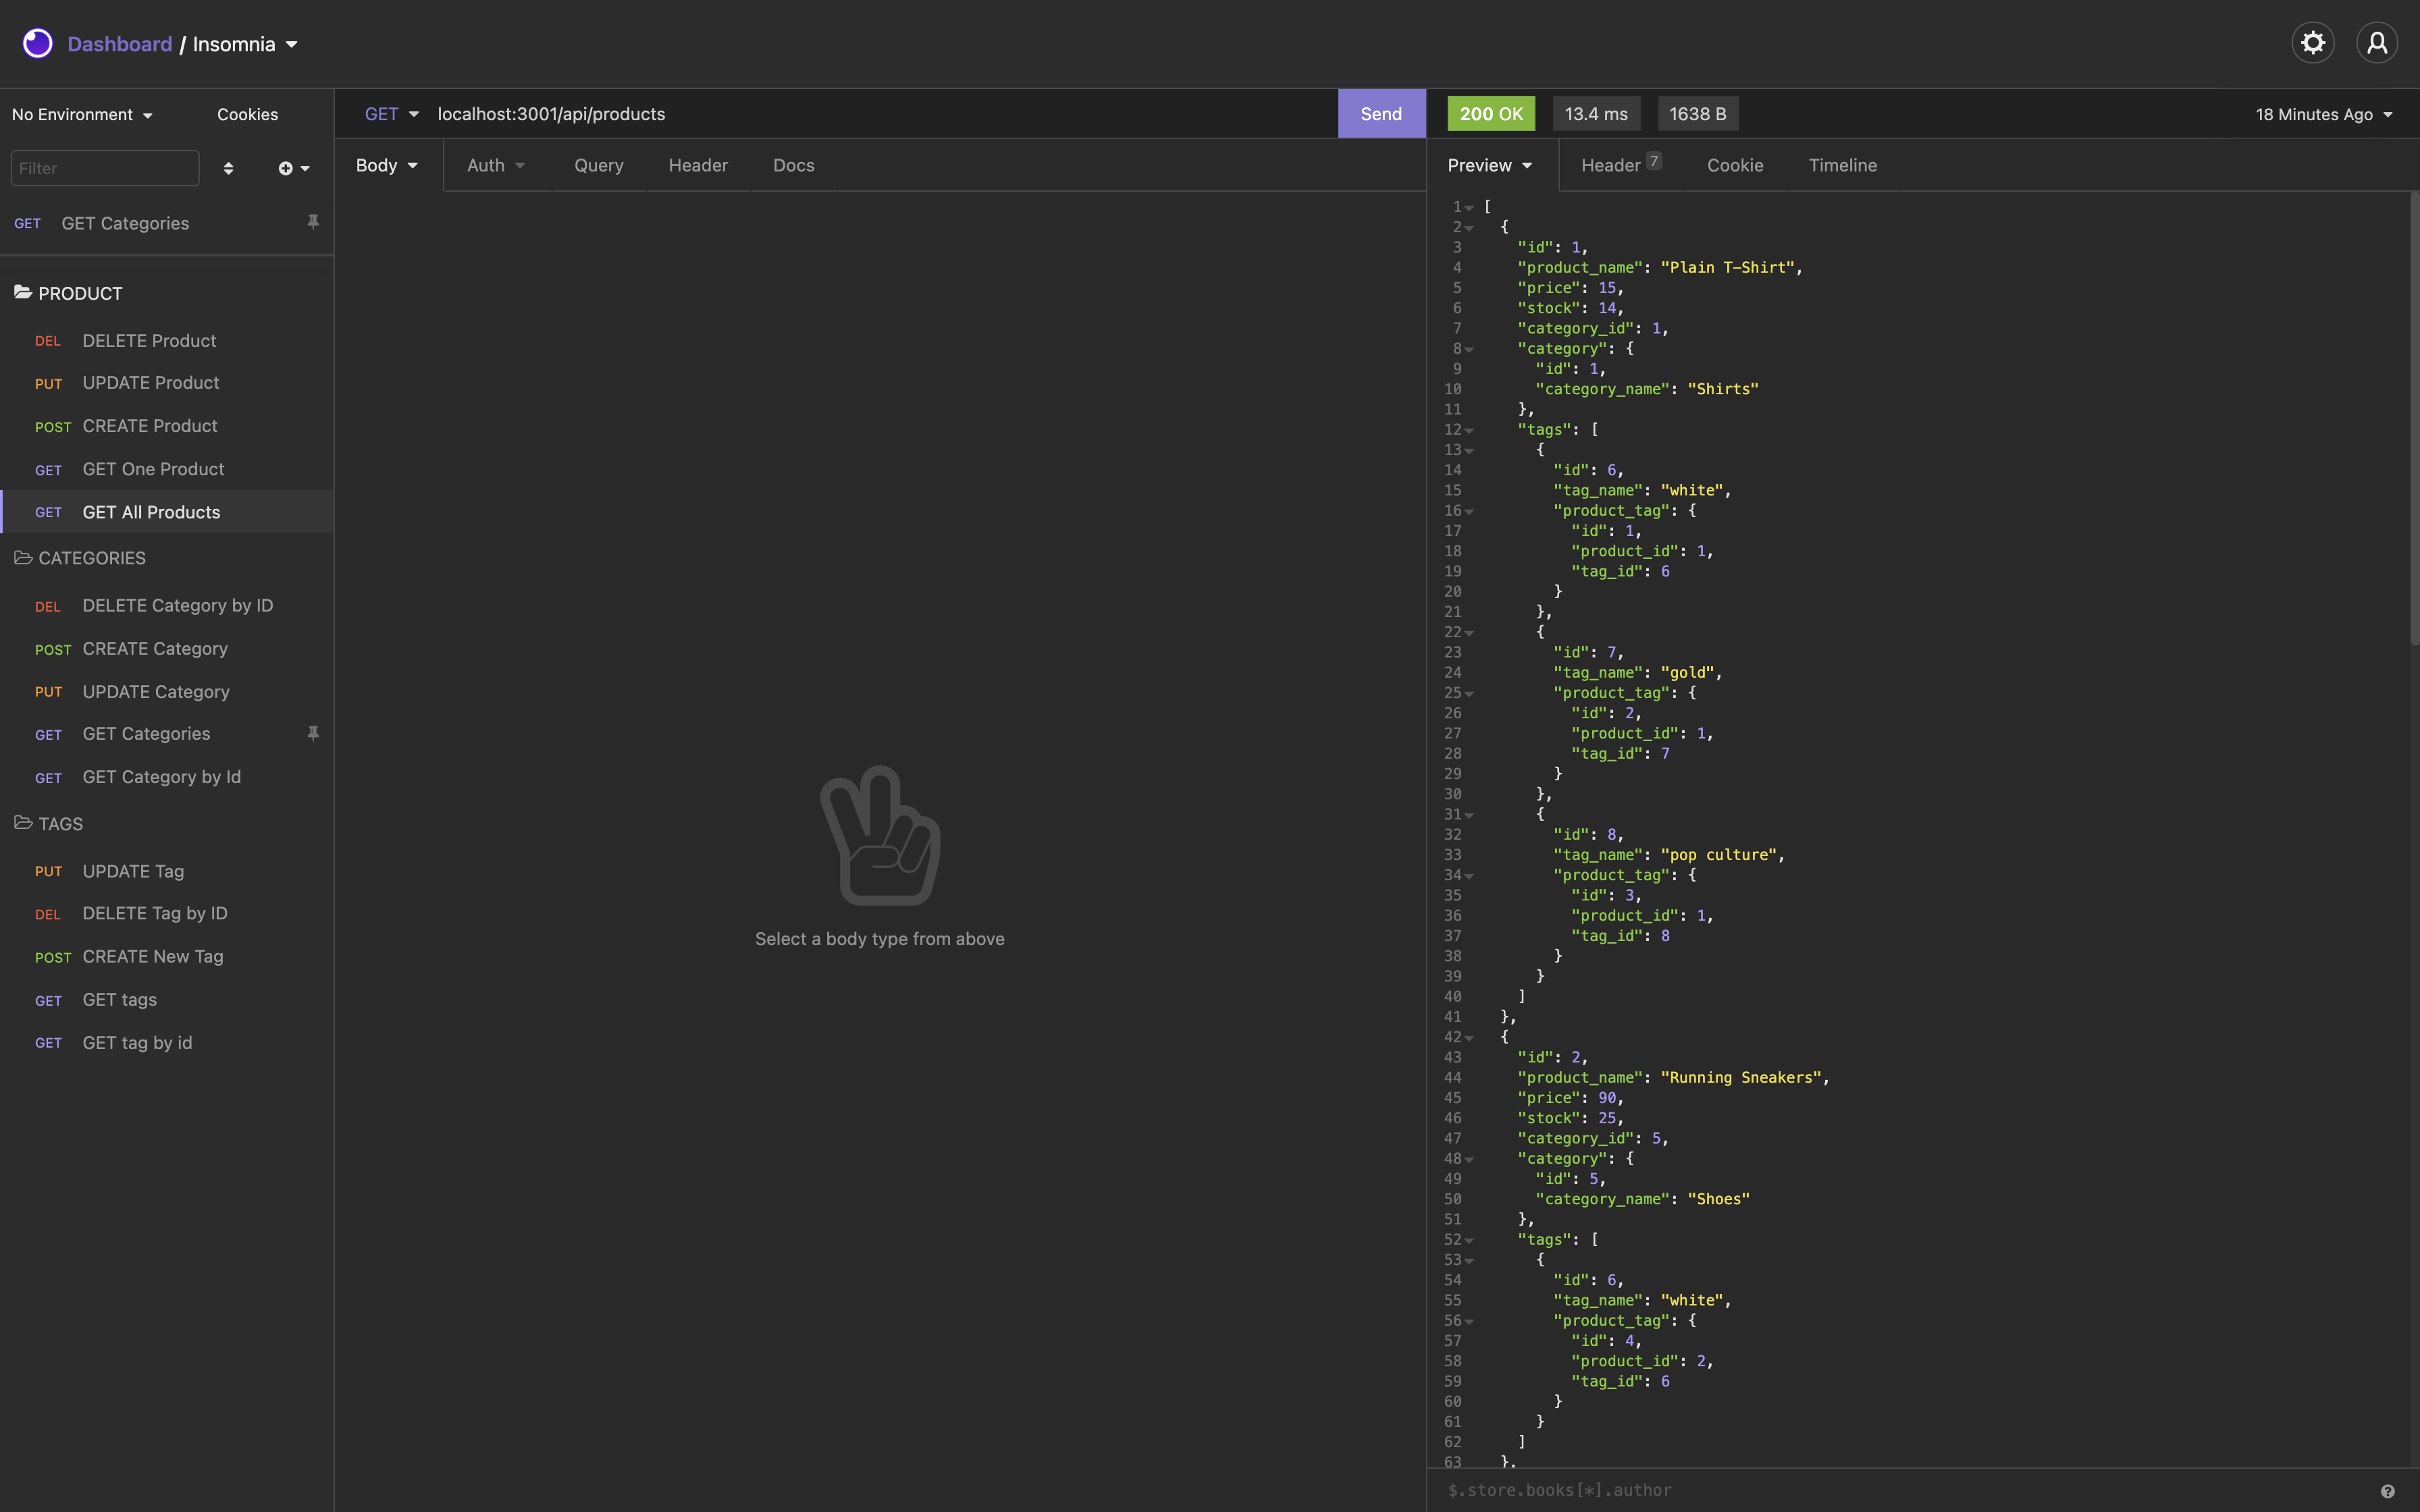 Dashboard / Insomnia
No Environment Cookies
Filter
GET GET Categories
PRODUCT
DEL DELETE Product
PUT UPDATE Product
POST CREATE Product
GET GET One Product
GET GET All Products
CATEGORIES
DEL DELETE Category by ID
POST CREATE Category
PUT UPDATE Category
GET GET Categories
GET GET Category by Id
TAGS
PUT UPDATE Tag
DEL DELETE Tag by ID
POST CREATE New Tag
GET GET tags
GET GET tag by id
GET localhost:3001/api/products Send
Body Auth Query Header Docs
Select a body type from above
200 OK 13.4 ms 1638 B 18 Minutes Ago
Preview Header 7 Cookie Timeline
1 [
2 {
3 "id": 1,
4 "product_name": "Plain T-Shirt",
5 "price": 15,
6 "stock": 14,
7 "category_id": 1,
8 "category": {
9 "id": 1,
10 "category_name": "Shirts"
11 },
12 "tags": [
13 {
14 "id": 6,
15 "tag_name": "white",
16 "product_tag": {
17 "id": 1,
18 "product_id": 1,
19 "tag_id": 6
20 }
21 },
22 {
23 "id": 7,
24 "tag_name": "gold",
25 "product_tag": {
26 "id": 2,
27 "product_id": 1,
28 "tag_id": 7
29 }
30 },
31 {
32 "id": 8,
33 "tag_name": "pop culture",
34 "product_tag": {
35 "id": 3,
36 "product_id": 1,
37 "tag_id": 8
38 }
39 }
40 ]
41 },
42 {
43 "id": 2,
44 "product_name": "Running Sneakers",
45 "price": 90,
46 "stock": 25,
47 "category_id": 5,
48 "category": {
49 "id": 5,
50 "category_name": "Shoes"
51 },
52 "tags": [
53 {
54 "id": 6,
55 "tag_name": "white",
56 "product_tag": {
57 "id": 4,
58 "product_id": 2,
59 "tag_id": 6
60 }
61 }
62 ]
63 },
$.store.books[*].author